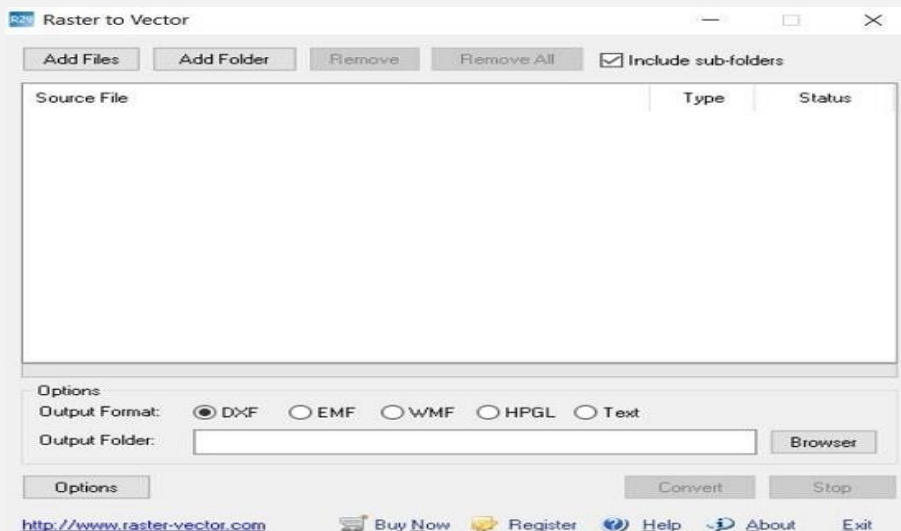 R2V Raster to Vector
Add Files Add Folder Remove Remove All Include sub-folders
Source File Type Status
Options
Output Format: DXF EMF WMF HPGL Text
Output Folder: Browser
Options Convert Stop
http://www.raster-vector.com Buy Now Register Help About Exit